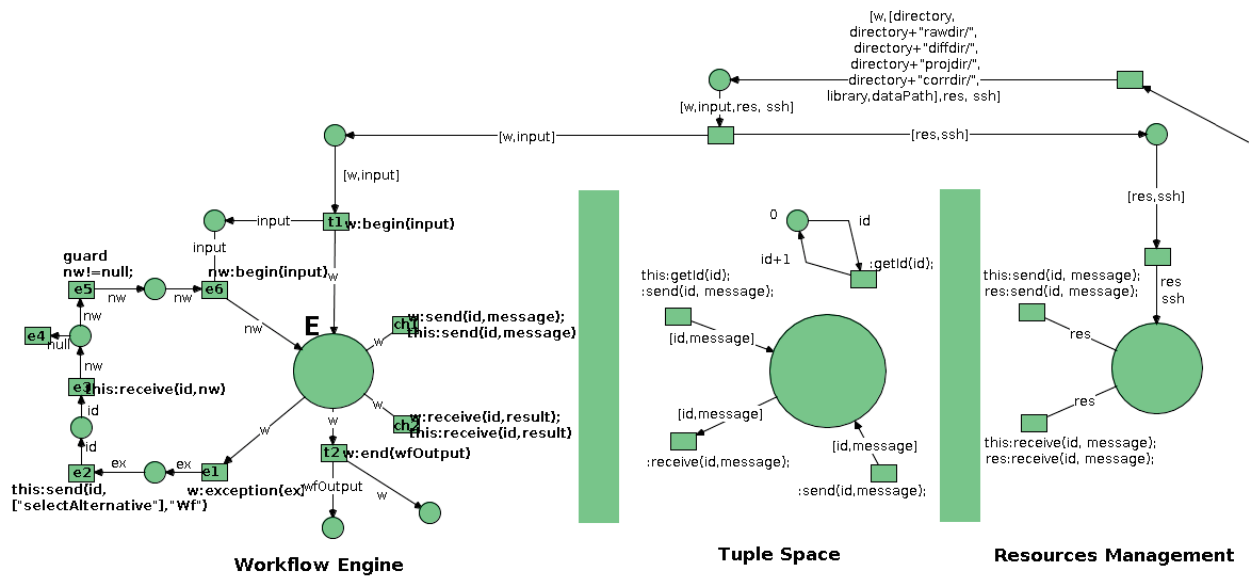 [w,[directory,
directory+"rawdir/",
directory+"diffdir/",
directory+"projdir/",
directory+"corrdir/",
library,dataPath],res, ssh]
[w,input,res, ssh]
[w,input]
[res,ssh]
[w,input]
[res,ssh]
input
t1
w:begin{input}
input
w
0
id
id+1
:getId{id};
guard
nw!=null;
e5
nw
nw
e6
nw:begin{input}
nw
this:getId{id};
:send{id, message};
[id,message]
this:send{id, message};
res:send{id, message};
res
ssh
res
E
ch1
w:send{id,message};
this:send{id,message}
w
e4
null
nw
nw
e3
this:receive{id,nw}
id
id
w
w
w
ch2
w:receive{id,result};
this:receive{id,result}
t2
w:end{wfOutput}
wfOutput
w
e1
w:exception{ex}
ex
ex
e2
this:send{id,
["selectAlternative"],"Wf"}
[id,message]
:receive{id,message};
[id,message]
:send{id,message};
res
this:receive{id, message};
res:receive{id, message};
Workflow Engine
Tuple Space
Resources Management